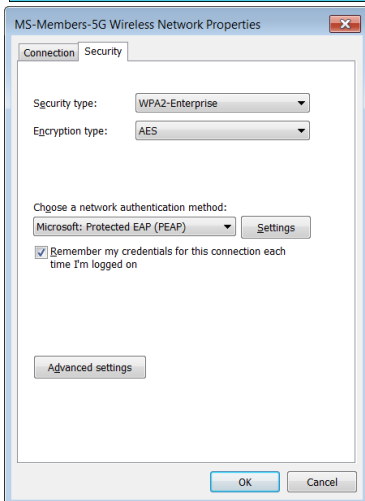 MS-Members-5G Wireless Network Properties
Connection Security
Security type: WPA2-Enterprise
Encryption type: AES
Choose a network authentication method:
Microsoft: Protected EAP (PEAP) Settings
Remember my credentials for this connection each
time I'm logged on
Advanced settings
OK Cancel